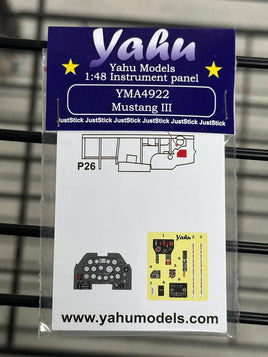 Yahu
Yahu Models
1:48 Instrument panel
YMA4922
Mustang III
JustStick JustStick JustStick JustStick JustStick JustStick
P26
Yahu
www.yahumodels.com